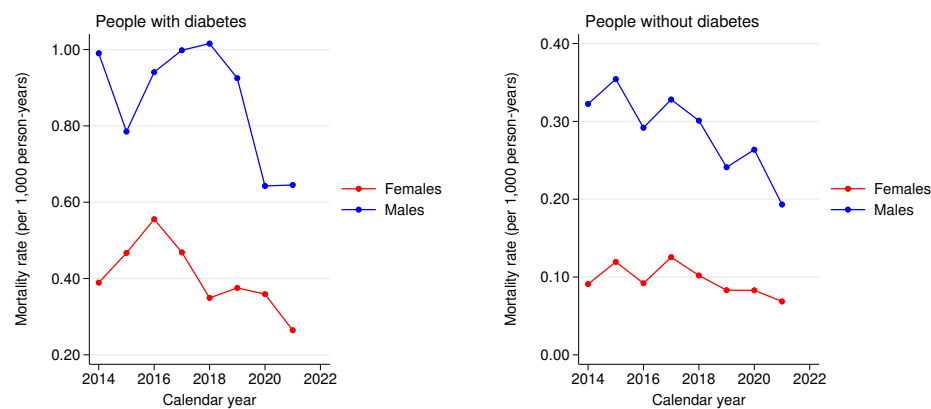 People with diabetes
Mortality rate (per 1,000 person-years)
1.00
0.80
0.60
0.40
0.20
2014
2016
2018
2020
2022
Calendar year
Females
Males
People without diabetes
Mortality rate (per 1,000 person-years)
0.40
0.30
0.20
0.10
0.00
2014
2016
2018
2020
2022
Calendar year
Females
Males